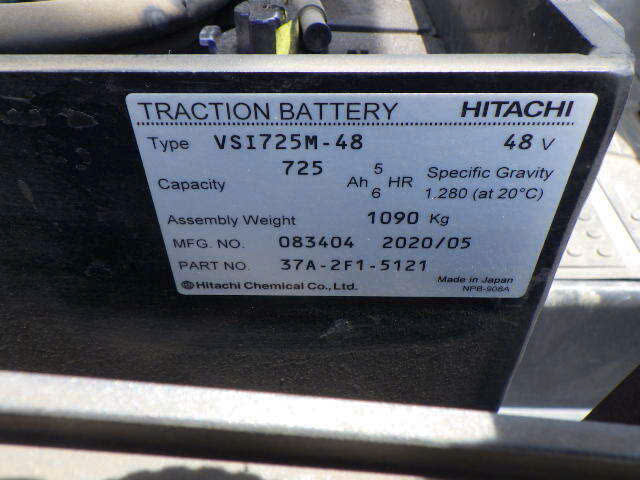 TRACTION BATTERY HITACHI
Type VSI725M-48 48 V
Capacity 725 Ah 5 6 HR Specific Gravity
1.280 (at 20°C)
Assembly Weight 1090 Kg
MFG. NO. 083404 2020/05
PART NO. 37A-2F1-5121
Hitachi Chemical Co., Ltd. Made in Japan
NPB-908A